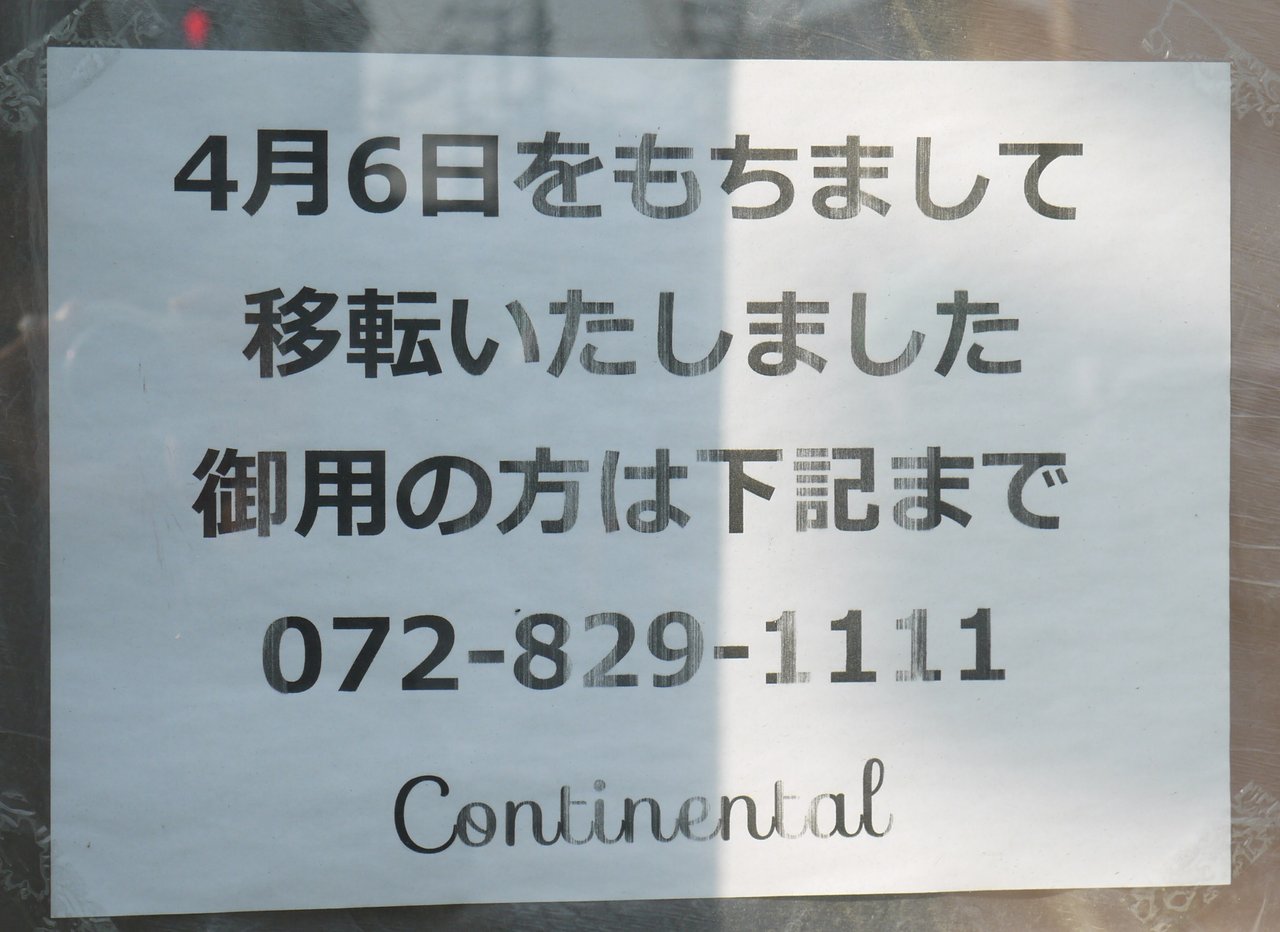 4月6日をもちまして
移転いたしました
御用の方は下記まで
072-829-1111
Continental